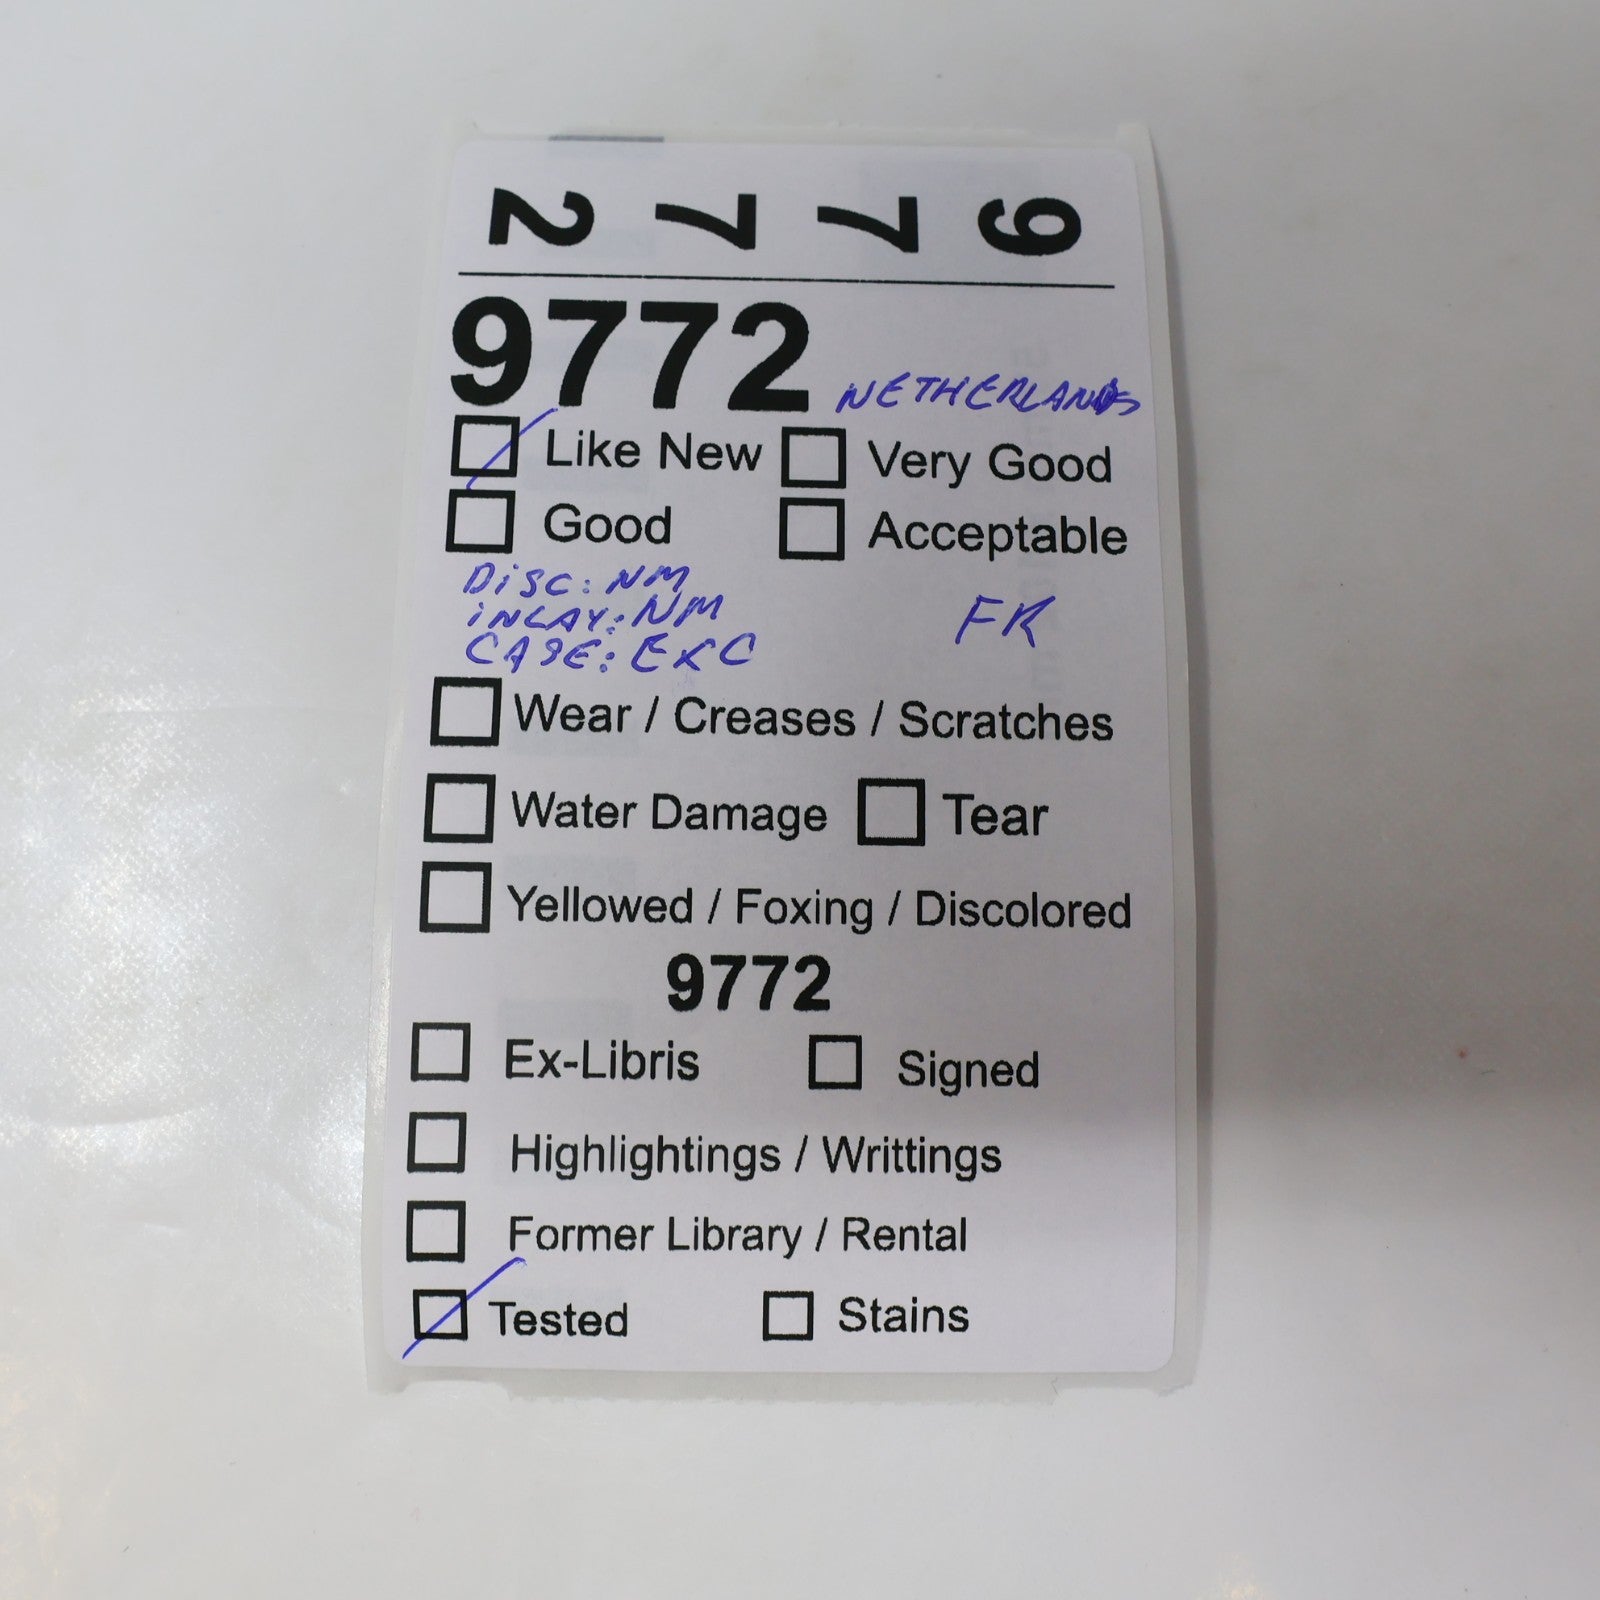 9772
9772 NETHERLANDS
Like New Very Good
Good Acceptable
DISC: NM
INLAY: NM FR
CASE: EXC
Wear / Creases / Scratches
Water Damage Tear
Yellowed / Foxing / Discolored
9772
Ex-Libris Signed
Highlightings / Writtings
Former Library / Rental
Tested Stains